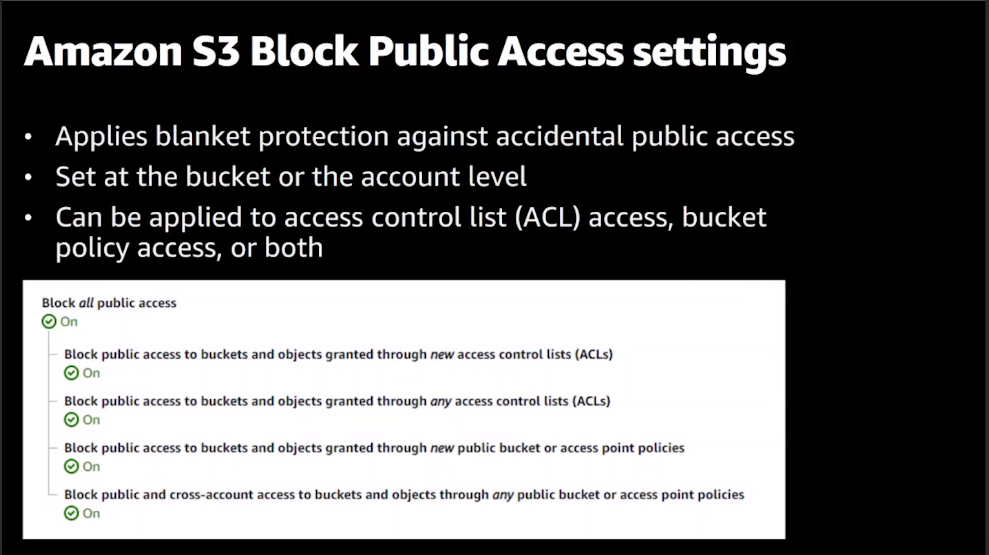 Amazon S3 Block Public Access settings
• Applies blanket protection against accidental public access
• Set at the bucket or the account level
• Can be applied to access control list (ACL) access, bucket
policy access, or both
Block all public access
On
Block public access to buckets and objects granted through new access control lists (ACLs)
On
Block public access to buckets and objects granted through any access control lists (ACLs)
On
Block public access to buckets and objects granted through new public bucket or access point policies
On
Block public and cross-account access to buckets and objects through any public bucket or access point policies
On